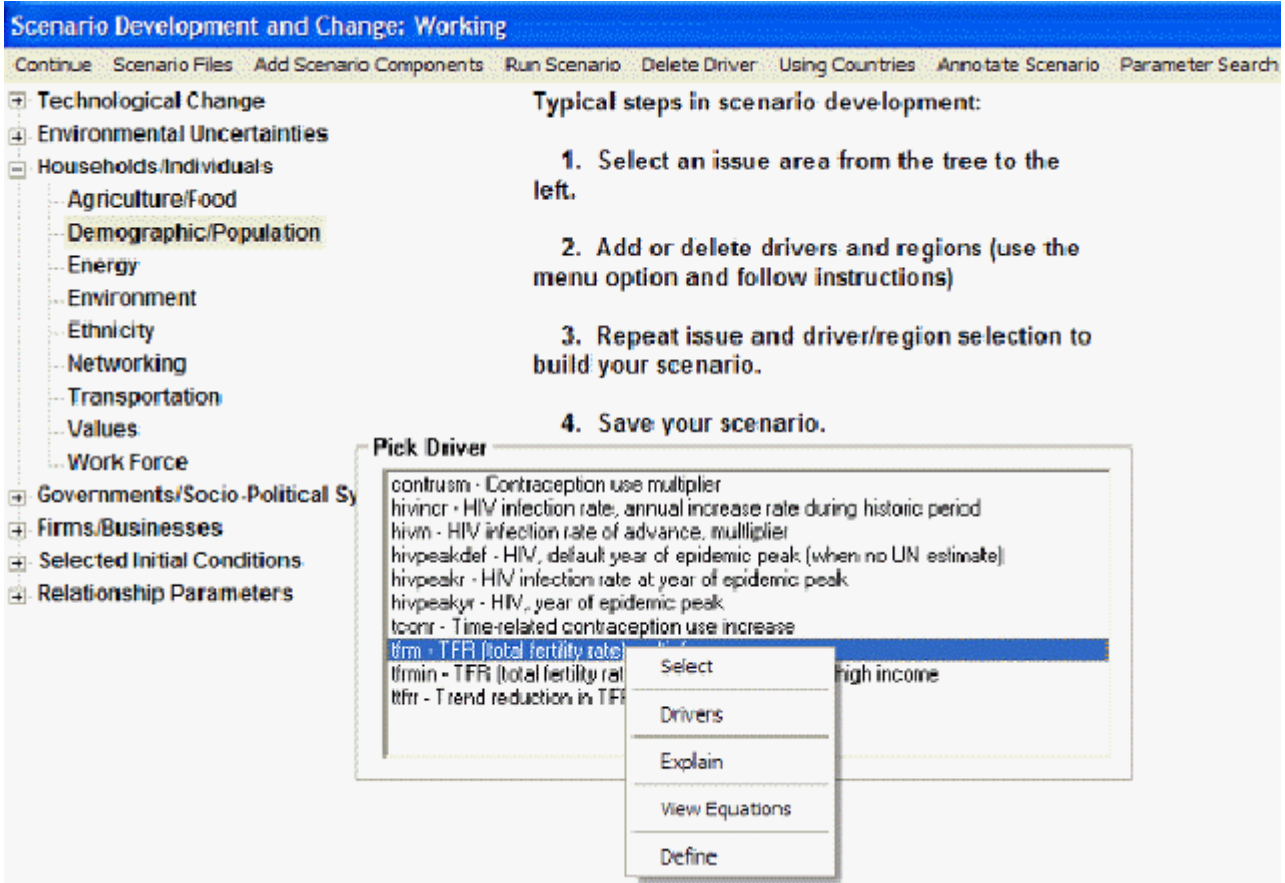 Scenario Development and Change: Working
Continue Scenario Files Add Scenario Components Run Scenario Delete Driver Using Countries Annotate Scenario Parameter Search
Technological Change
Environmental Uncertainties
Households/Individuals
Agriculture/Food
Demographic/Population
Energy
Environment
Ethnicity
Networking
Transportation
Values
Work Force
Governments/Socio-Political Sy
Firms/Businesses
Selected Initial Conditions
Relationship Parameters
Typical steps in scenario development:
1. Select an issue area from the tree to the
left.
2. Add or delete drivers and regions (use the
menu option and follow instructions)
3. Repeat issue and driver/region selection to
build your scenario.
4. Save your scenario.
Pick Driver
contrusm - Contraception use multiplier
hivincr - HIV infection rate, annual increase rate during historic period
hivm - HIV infection rate of advance, multiplier
hivpeakdef - HIV, default year of epidemic peak (when no UN estimate)
hivpeakr - HIV infection rate at year of epidemic peak
hivpeakyr - HIV, year of epidemic peak
tconr - Time-related contraception use increase
tfrm - TFR (total fertility rate)
tfrmin - TFR (total fertility rat high income
ttfrr - Trend reduction in TFR
Select
Drivers
Explain
View Equations
Define